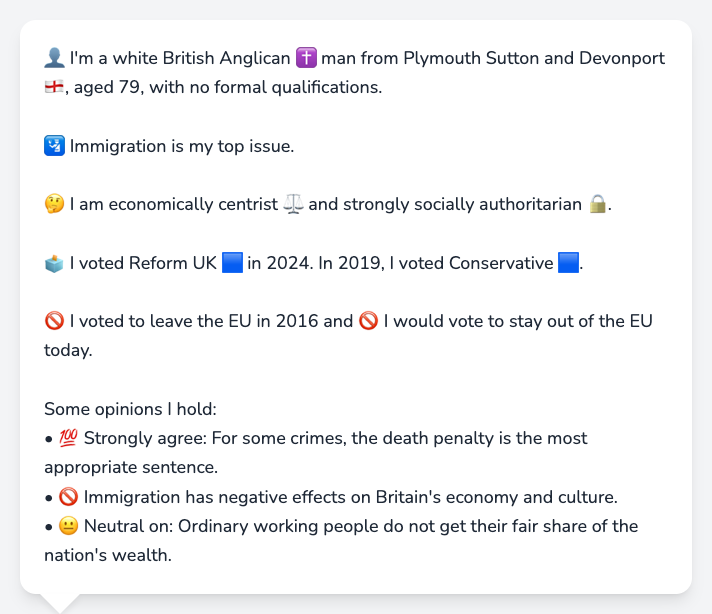 👤 I'm a white British Anglican ✝️ man from Plymouth Sutton and Devonport
🏴󠁧󠁢󠁥󠁮󠁧󠁿, aged 79, with no formal qualifications.
🛂 Immigration is my top issue.
🤔 I am economically centrist ⚖️ and strongly socially authoritarian 🔒.
🗳️ I voted Reform UK 🟦 in 2024. In 2019, I voted Conservative 🟦.
🚫 I voted to leave the EU in 2016 and 🚫 I would vote to stay out of the EU
today.
Some opinions I hold:
• 💯 Strongly agree: For some crimes, the death penalty is the most
appropriate sentence.
• 🚫 Immigration has negative effects on Britain's economy and culture.
• 😐 Neutral on: Ordinary working people do not get their fair share of the
nation's wealth.